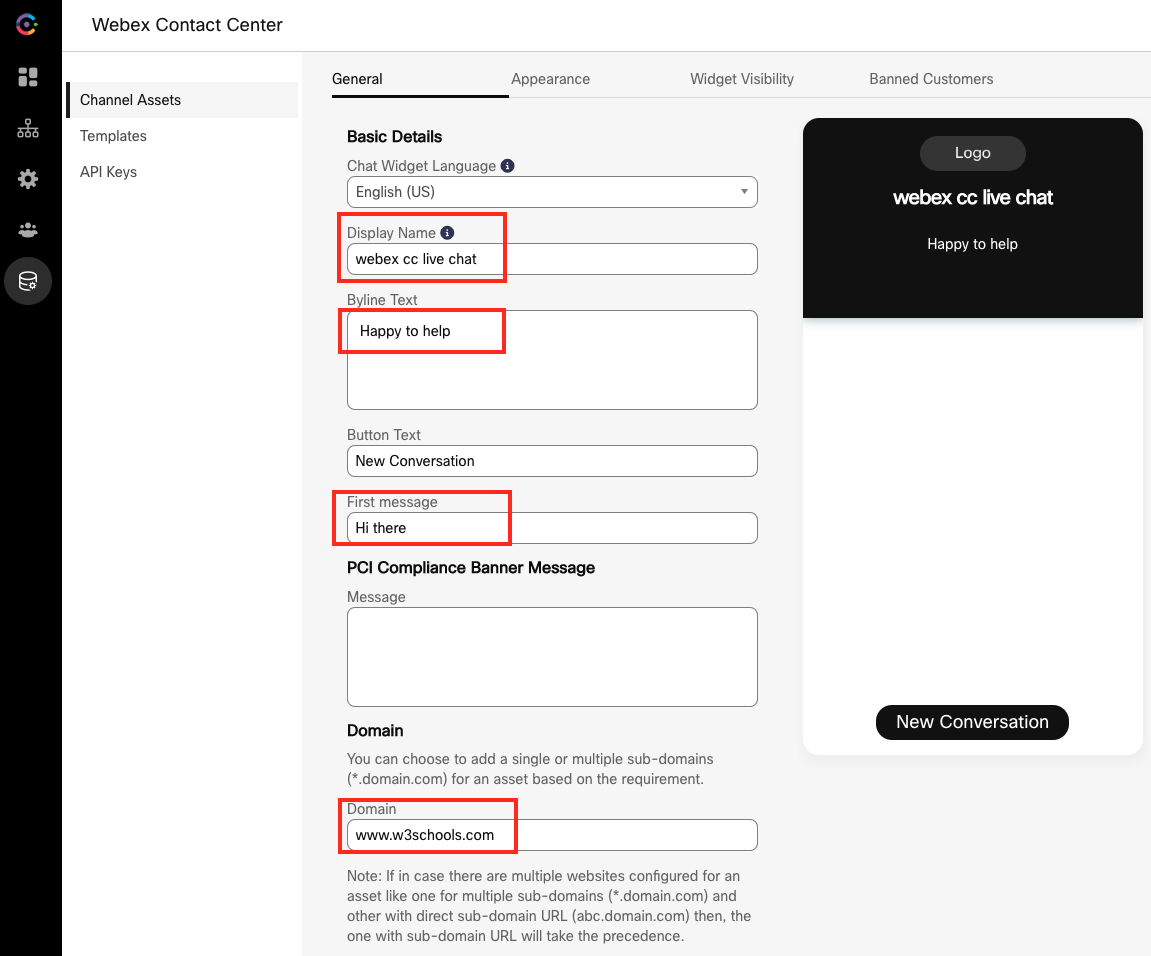 Webex Contact Center
Channel Assets
Templates
API Keys
General
Appearance
Widget Visibility
Banned Customers
Basic Details
Chat Widget Language
English (US)
Display Name
webex cc live chat
Byline Text
Happy to help
Button Text
New Conversation
First message
Hi there
PCI Compliance Banner Message
Message
Domain
You can choose to add a single or multiple sub-domains
(*.domain.com) for an asset based on the requirement.
Domain
www.w3schools.com
Note: If in case there are multiple websites configured for an
asset like one for multiple sub-domains (*.domain.com) and
other with direct sub-domain URL (abc.domain.com) then, the
one with sub-domain URL will take the precedence.
Logo
webex cc live chat
Happy to help
New Conversation